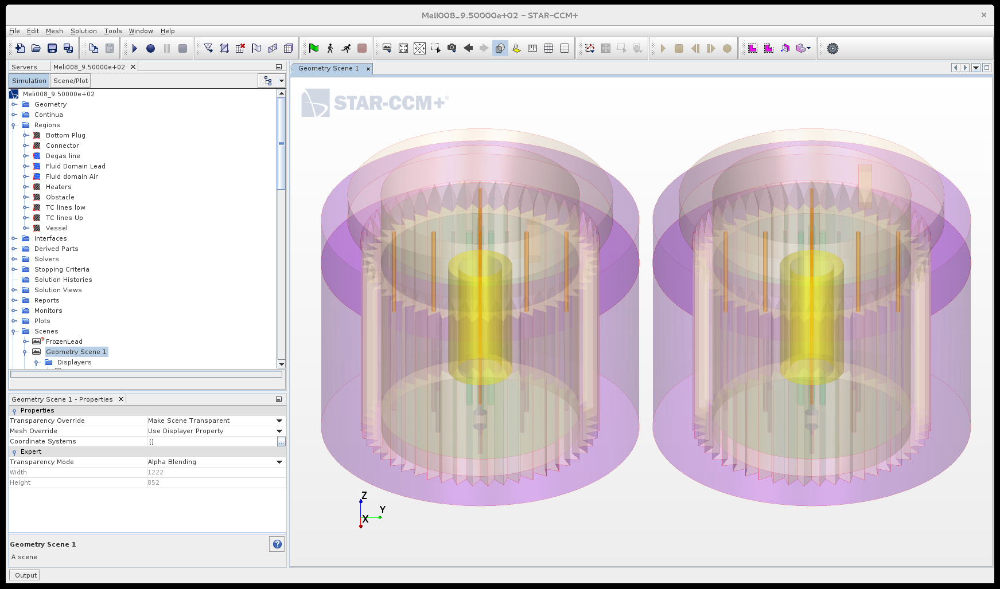 Meli008_9.50000e+02 - STAR-CCM+
File Edit Mesh Solution Tools Window Help
Servers Meli008_9.50000e+02
Geometry Scene 1
Simulation Scene/Plot
Meli008_9.50000e+02
Geometry
Continua
Regions
Bottom Plug
Connector
Degas line
Fluid Domain Lead
Fluid domain Air
Heaters
Obstacle
TC lines low
TC lines Up
Vessel
Interfaces
Derived Parts
Solvers
Stopping Criteria
Solution Histories
Solution Views
Reports
Monitors
Plots
Scenes
FrozenLead
Geometry Scene 1
Displayers
STAR-CCM+®
Geometry Scene 1 - Properties
Properties
Transparency Override Make Scene Transparent
Mesh Override Use Displayer Property
Coordinate Systems []
Expert
Transparency Mode Alpha Blending
Width 1222
Height 852
Z
Y
X
Geometry Scene 1
A scene
Output